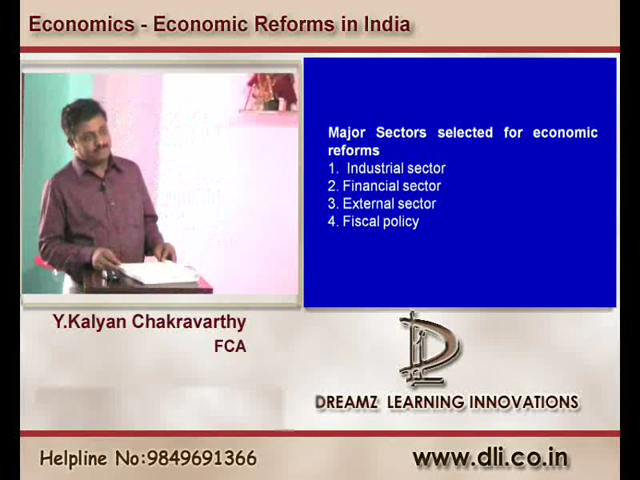 Economics - Economic Reforms in India
Major Sectors selected for economic
reforms
1. Industrial sector
2. Financial sector
3. External sector
4. Fiscal policy
Y.Kalyan Chakravarthy
FCA
DREAMZ LEARNING INNOVATIONS
Helpline No:9849691366
www.dli.co.in